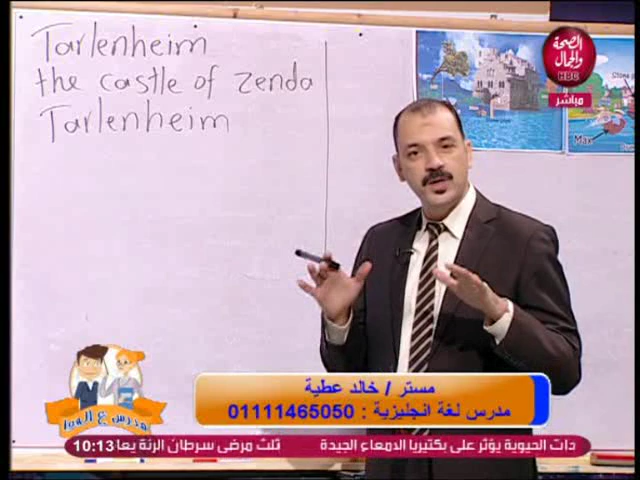 Tarlenheim
the castle of Zenda
Tarlenheim
الصحة
والجمال
HBC
مباشر
Max
مستر / خالد عطية
مدرس لغة انجليزية : 01111465050
مدرس ع الهوا
10:13 ثلث مرضى سرطان الرئة يعا
دات الحيوية يؤثر على بكتيريا الامعاء الجيدة